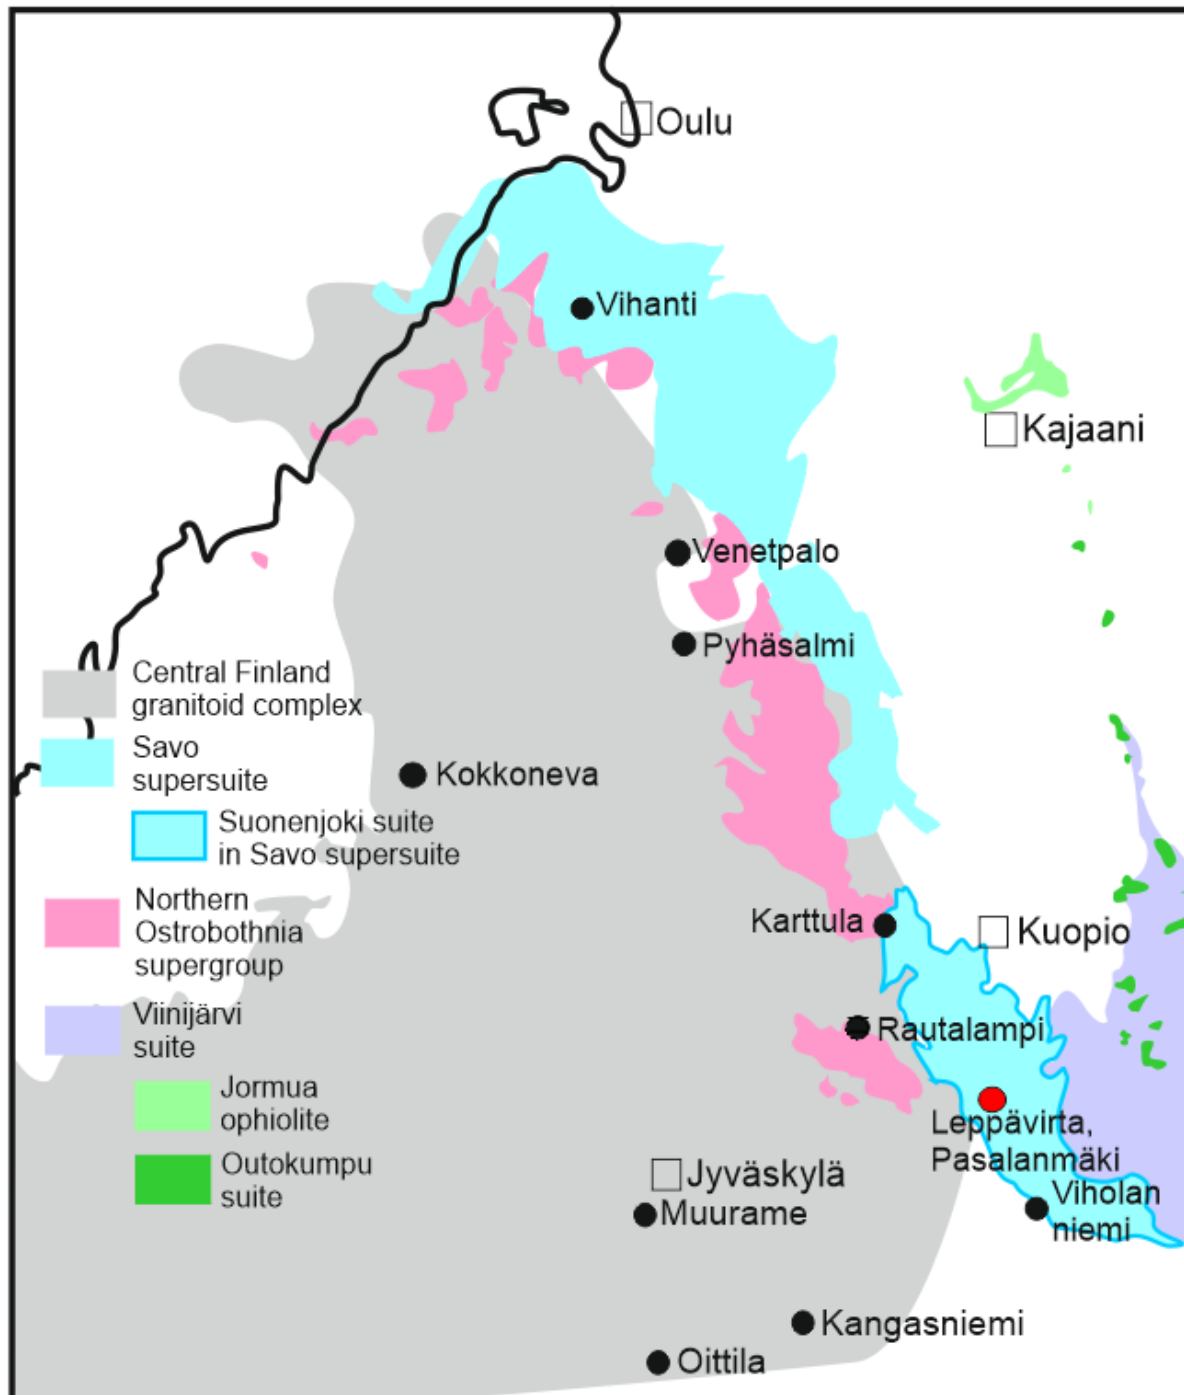 Oulu
Vihanti
Kajaani
Venetpalo
Pyhäsalmi
Central Finland
granitoid complex
Savo
supersuite
Kokkoneva
Suonenjoki suite
in Savo supersuite
Northern
Ostrobothnia
supergroup
Karttula
Kuopio
Viinijärvi
suite
Rautalampi
Jormua
ophiolite
Leppävirta,
Pasalanmäki
Outokumpu
suite
Jyväskylä
Muurame
Viholan
niemi
Kangasniemi
Oittila